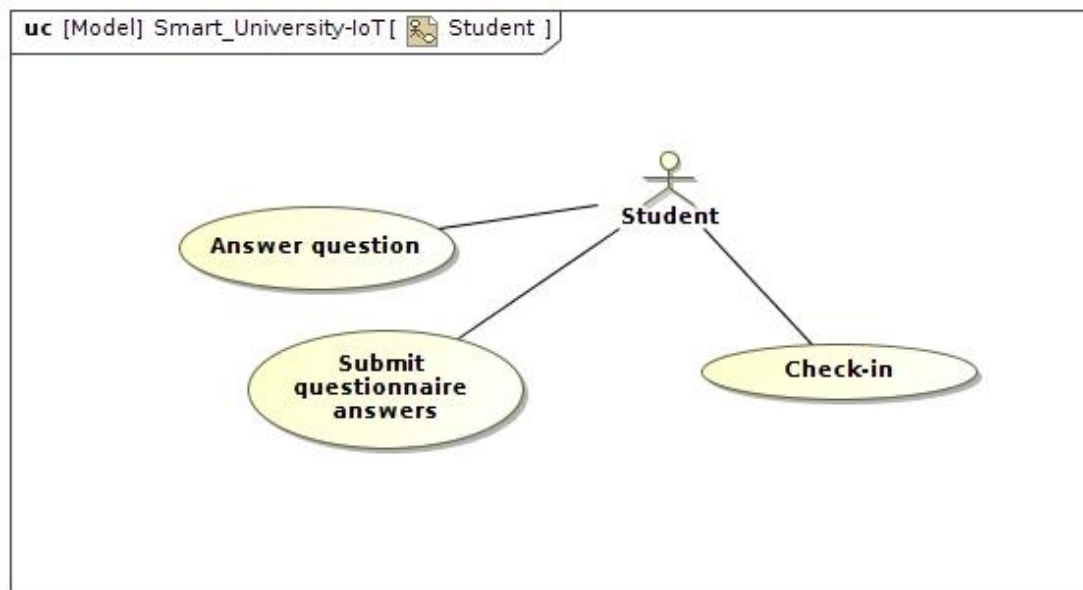 uc [Model] Smart_University-IoT[ Student ]
Student
Answer question
Submit
questionnaire
answers
Check-in